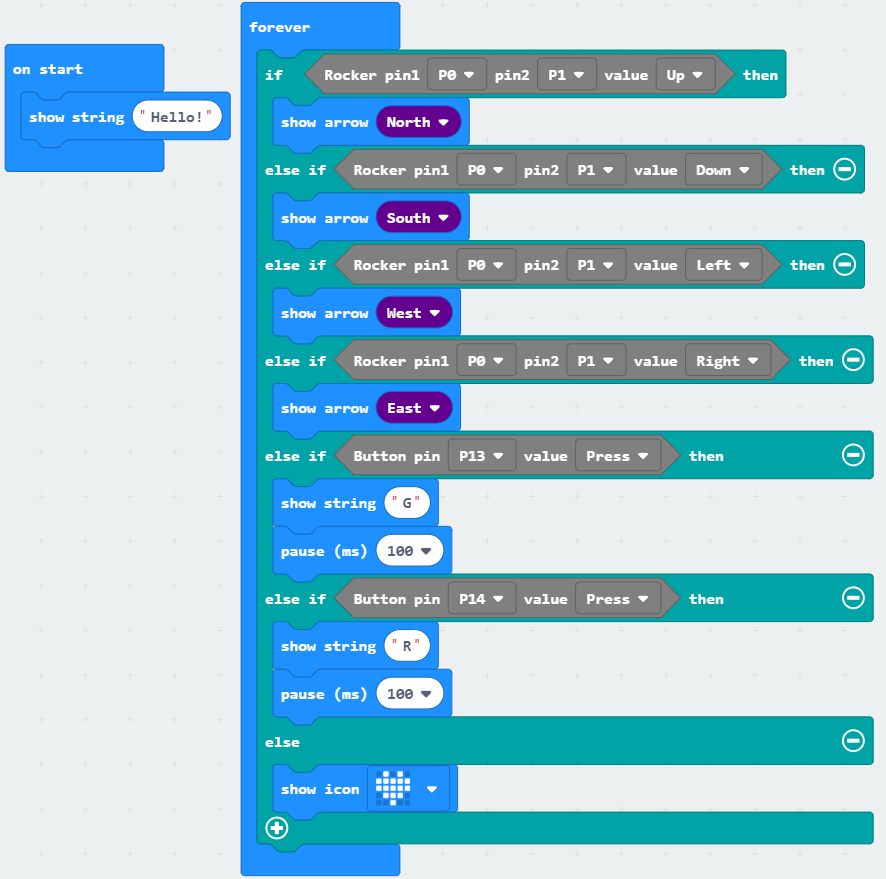 on start
show string "Hello!"
forever
if Rocker pin1 P0 pin2 P1 value Up then
show arrow North
else if Rocker pin1 P0 pin2 P1 value Down then
show arrow South
else if Rocker pin1 P0 pin2 P1 value Left then
show arrow West
else if Rocker pin1 P0 pin2 P1 value Right then
show arrow East
else if Button pin P13 value Press then
show string "G"
pause (ms) 100
else if Button pin P14 value Press then
show string "R"
pause (ms) 100
else
show icon